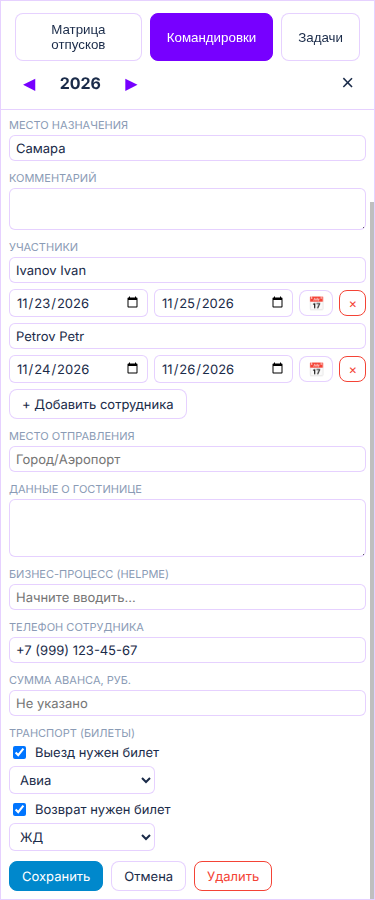 Матрица
отпусков
Командировки
Задачи
◀ 2026 ▶ ×
МЕСТО НАЗНАЧЕНИЯ
Самара
КОММЕНТАРИЙ
УЧАСТНИКИ
Ivanov Ivan
11/23/2026 11/25/2026 ×
Petrov Petr
11/24/2026 11/26/2026 ×
+ Добавить сотрудника
МЕСТО ОТПРАВЛЕНИЯ
Город/Аэропорт
ДАННЫЕ О ГОСТИНИЦЕ
БИЗНЕС-ПРОЦЕСС (HELPME)
Начните вводить...
ТЕЛЕФОН СОТРУДНИКА
+7 (999) 123-45-67
СУММА АВАНСА, РУБ.
Не указано
ТРАНСПОРТ (БИЛЕТЫ)
Выезд нужен билет
Авиа
Возврат нужен билет
ЖД
Сохранить Отмена Удалить